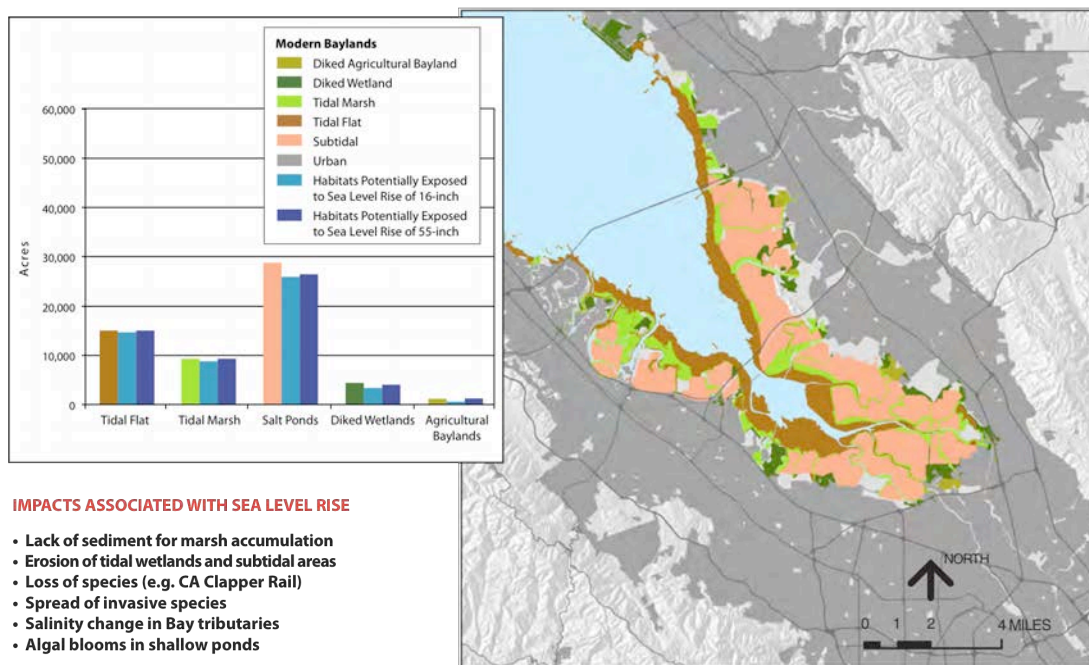 Modern Baylands
Diked Agricultural Bayland
Diked Wetland
Tidal Marsh
Tidal Flat
Subtidal
Urban
Habitats Potentially Exposed
to Sea Level Rise of 16-inch
Habitats Potentially Exposed
to Sea Level Rise of 55-inch
Acres
60,000
50,000
40,000
30,000
20,000
10,000
0
Tidal Flat
Tidal Marsh
Salt Ponds
Diked Wetlands
Agricultural
Baylands
IMPACTS ASSOCIATED WITH SEA LEVEL RISE
• Lack of sediment for marsh accumulation
• Erosion of tidal wetlands and subtidal areas
• Loss of species (e.g. CA Clapper Rail)
• Spread of invasive species
• Salinity change in Bay tributaries
• Algal blooms in shallow ponds
NORTH
0 1 2 4 MILES